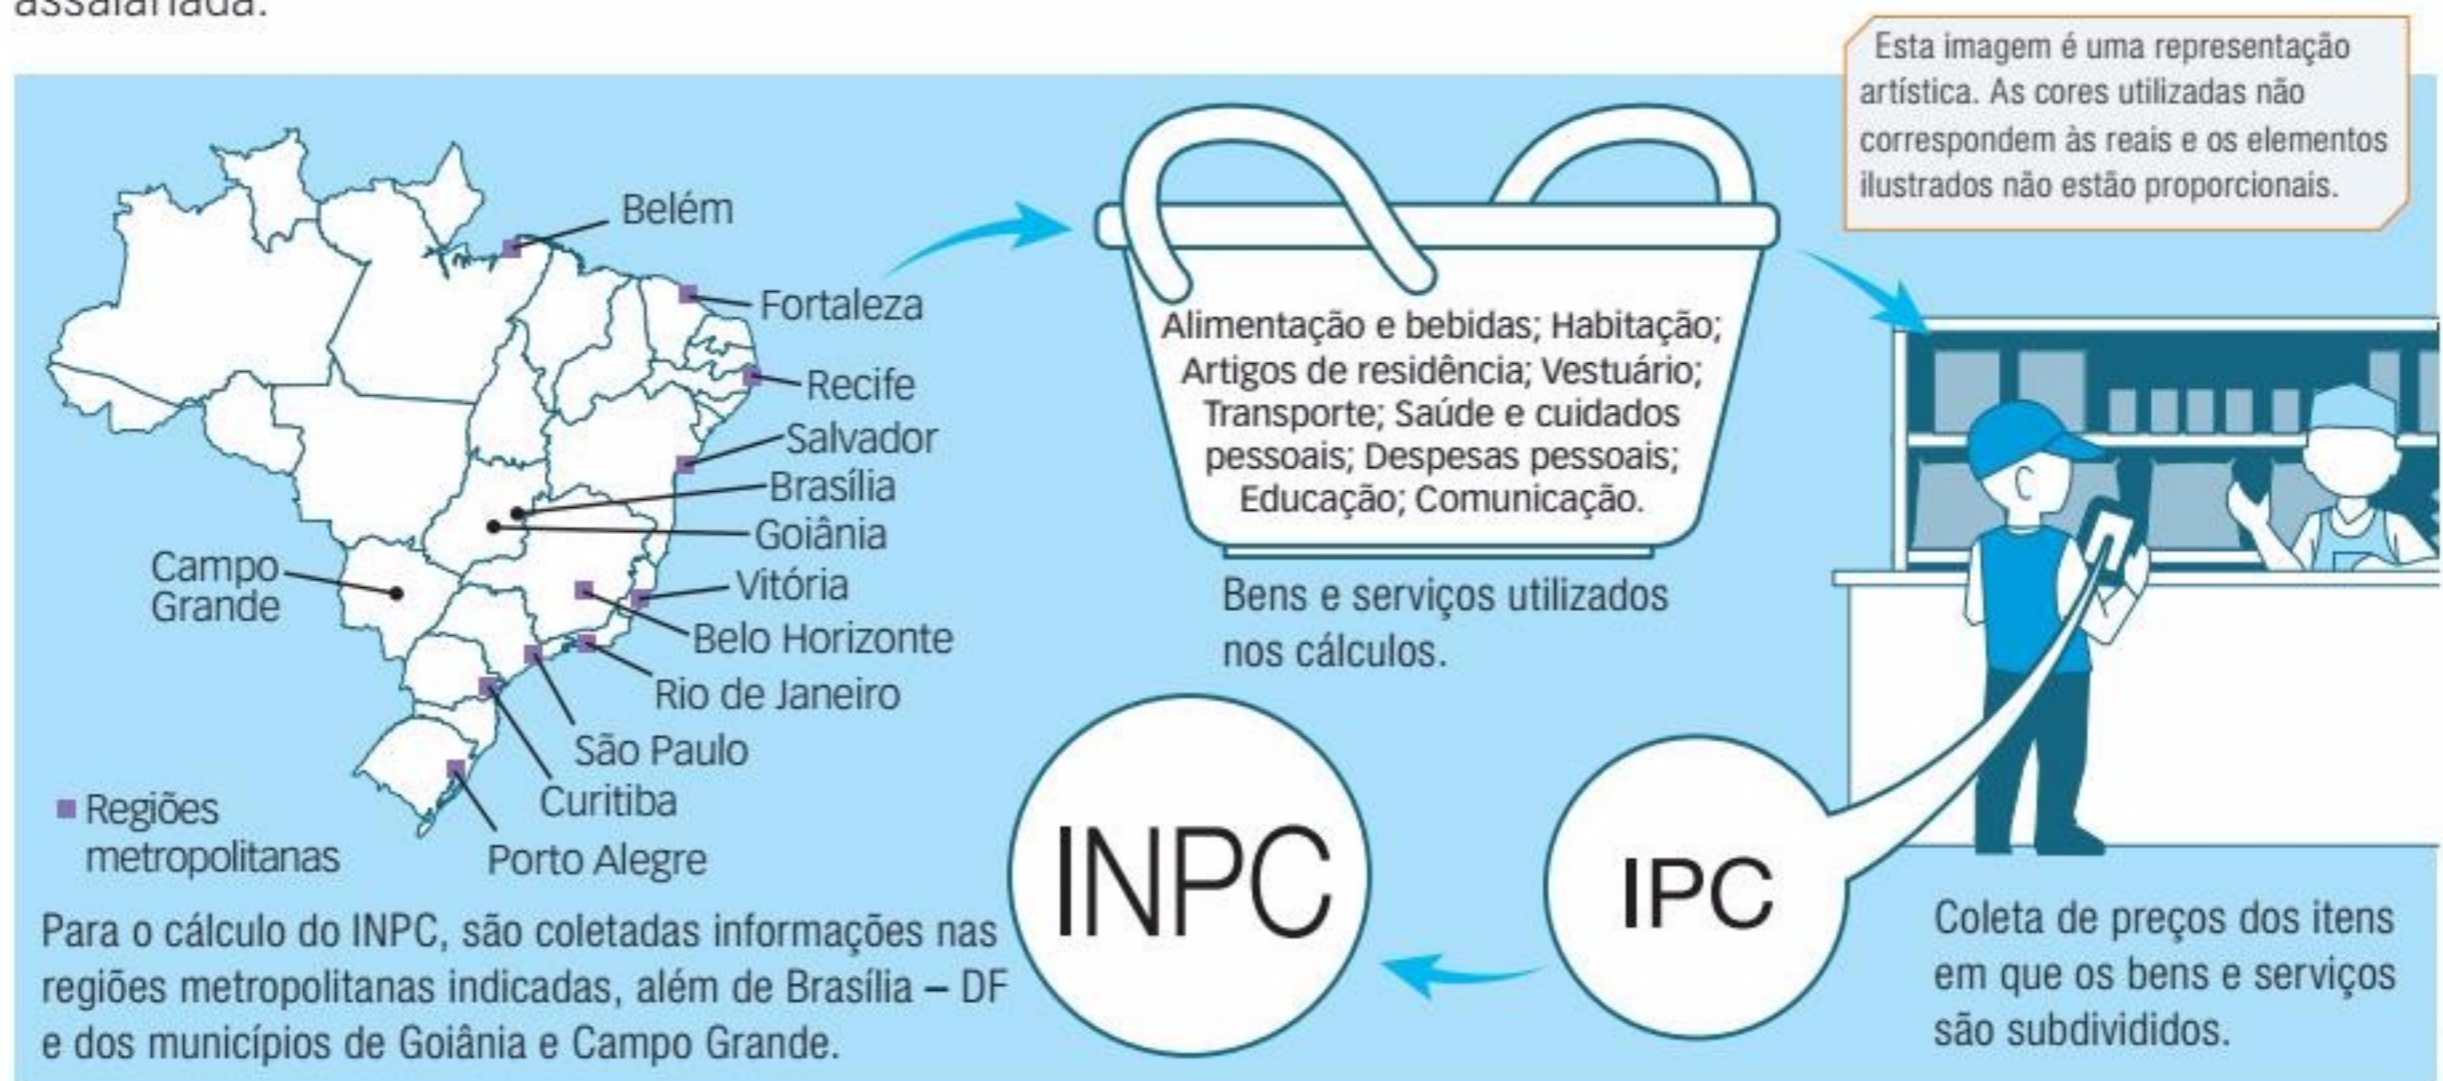 assalariada.
Esta imagem é uma representação
artística. As cores utilizadas não
correspondem às reais e os elementos
ilustrados não estão proporcionais.
Belém
Fortaleza
Recife
Salvador
Brasília
Goiânia
Campo
Grande
Vitória
Belo Horizonte
Rio de Janeiro
São Paulo
Curitiba
Porto Alegre
Regiões
metropolitanas
Para o cálculo do INPC, são coletadas informações nas
regiões metropolitanas indicadas, além de Brasília – DF
e dos municípios de Goiânia e Campo Grande.
Alimentação e bebidas; Habitação;
Artigos de residência; Vestuário;
Transporte; Saúde e cuidados
pessoais; Despesas pessoais;
Educação; Comunicação.
Bens e serviços utilizados
nos cálculos.
Coleta de preços dos itens
em que os bens e serviços
são subdivididos.
IPC
INPC